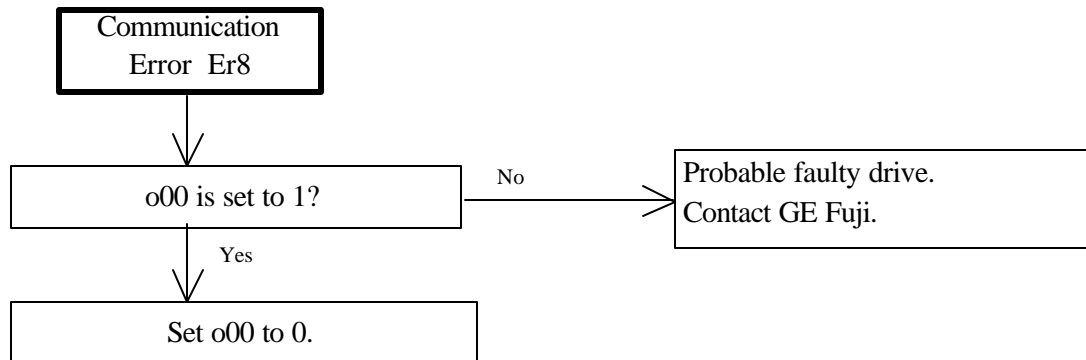 Communication
Error Er8
o00 is set to 1?
No
Probable faulty drive.
Contact GE Fuji.
Yes
Set o00 to 0.